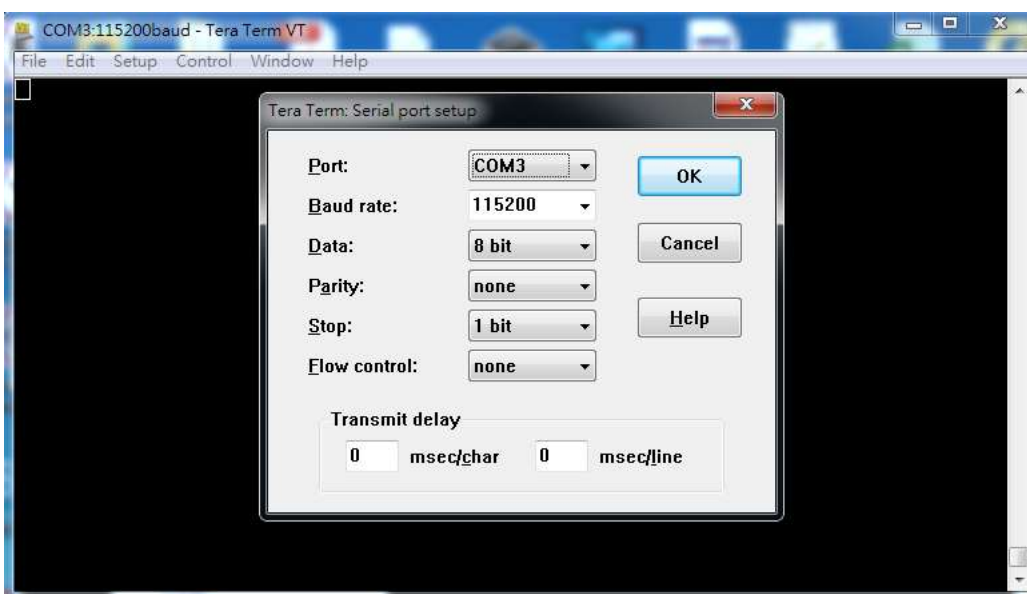 COM3:115200baud - Tera Term VT
File Edit Setup Control Window Help
Tera Term: Serial port setup
Port: COM3
OK
Baud rate: 115200
Data: 8 bit
Cancel
Parity: none
Stop: 1 bit
Help
Flow control: none
Transmit delay
0 msec/char 0 msec/line